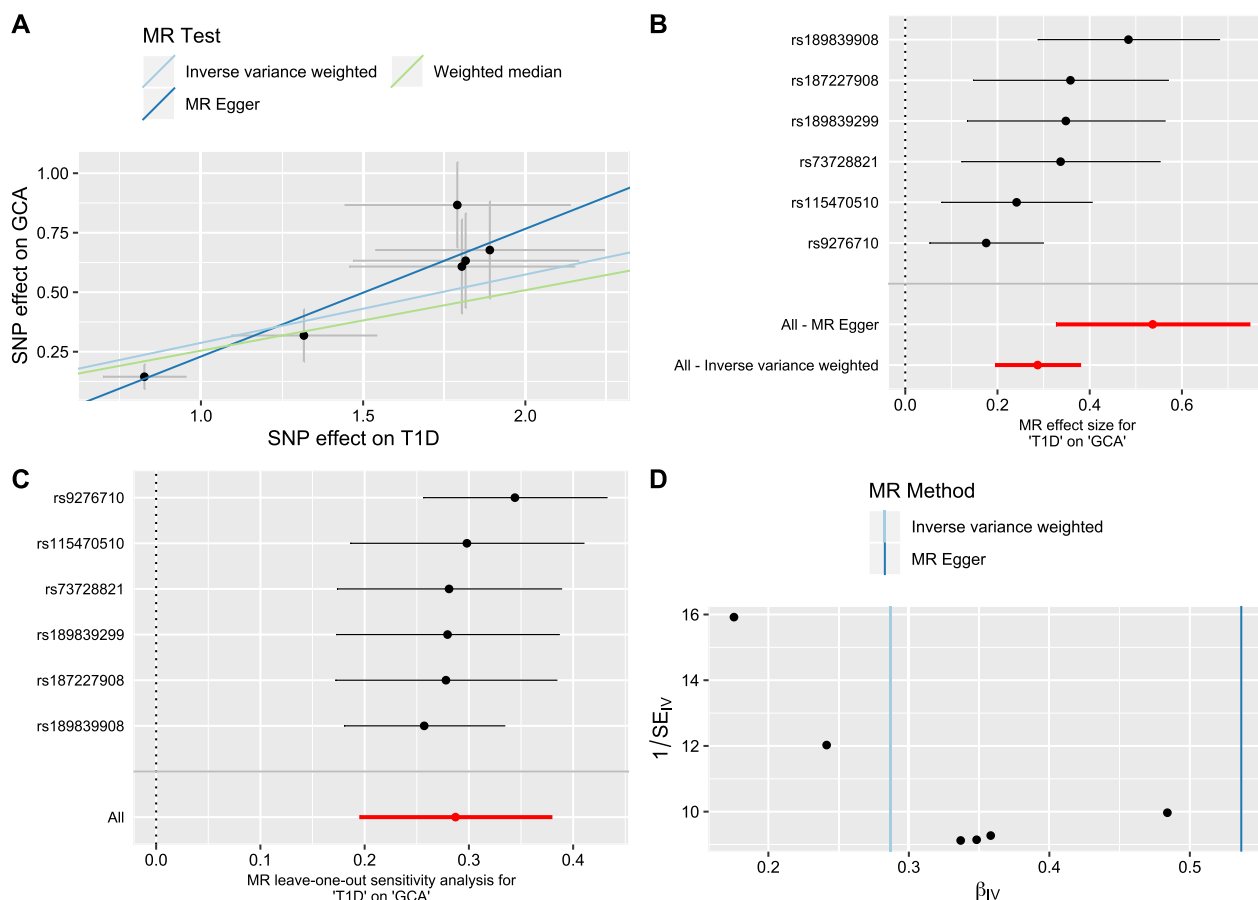 A
MR Test
Inverse variance weighted
Weighted median
MR Egger
SNP effect on GCA
1.00
0.75
0.50
0.25
1.0
1.5
2.0
SNP effect on T1D
B
rs189839908
rs187227908
rs189839299
rs73728821
rs115470510
rs9276710
All - MR Egger
All - Inverse variance weighted
0.0
0.2
0.4
0.6
MR effect size for
'T1D' on 'GCA'
C
rs9276710
rs115470510
rs73728821
rs189839299
rs187227908
rs189839908
All
0.0
0.1
0.2
0.3
0.4
MR leave-one-out sensitivity analysis for
'T1D' on 'GCA'
D
MR Method
Inverse variance weighted
MR Egger
1/SEIV
16
14
12
10
0.2
0.3
0.4
0.5
βIV